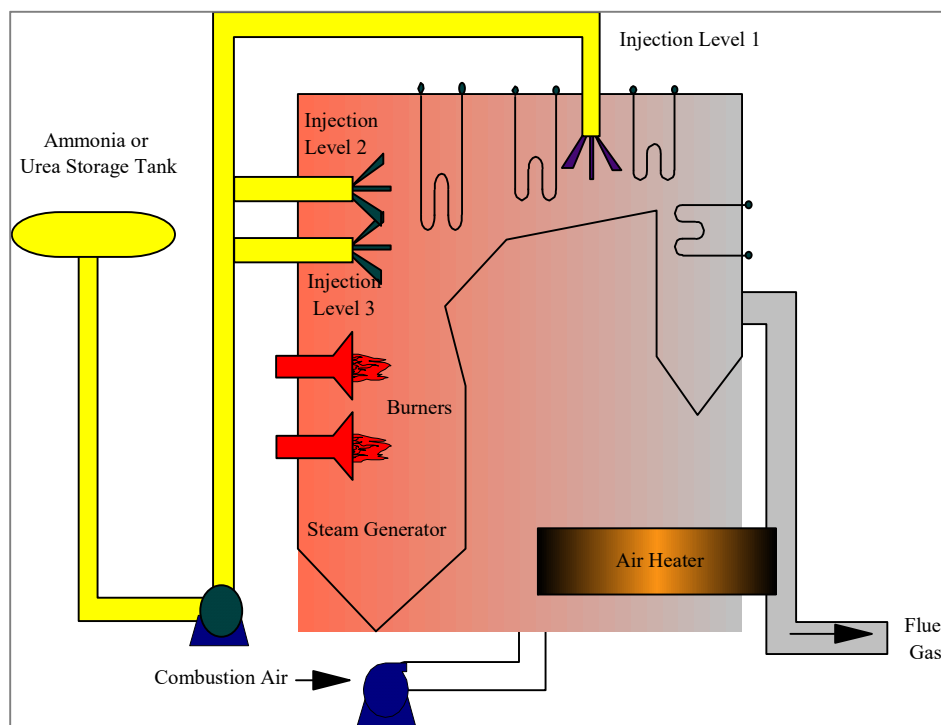 Injection Level 1
Ammonia or
Urea Storage Tank
Injection
Level 2
Injection
Level 3
Burners
Steam Generator
Air Heater
Combustion Air
Flue
Gas